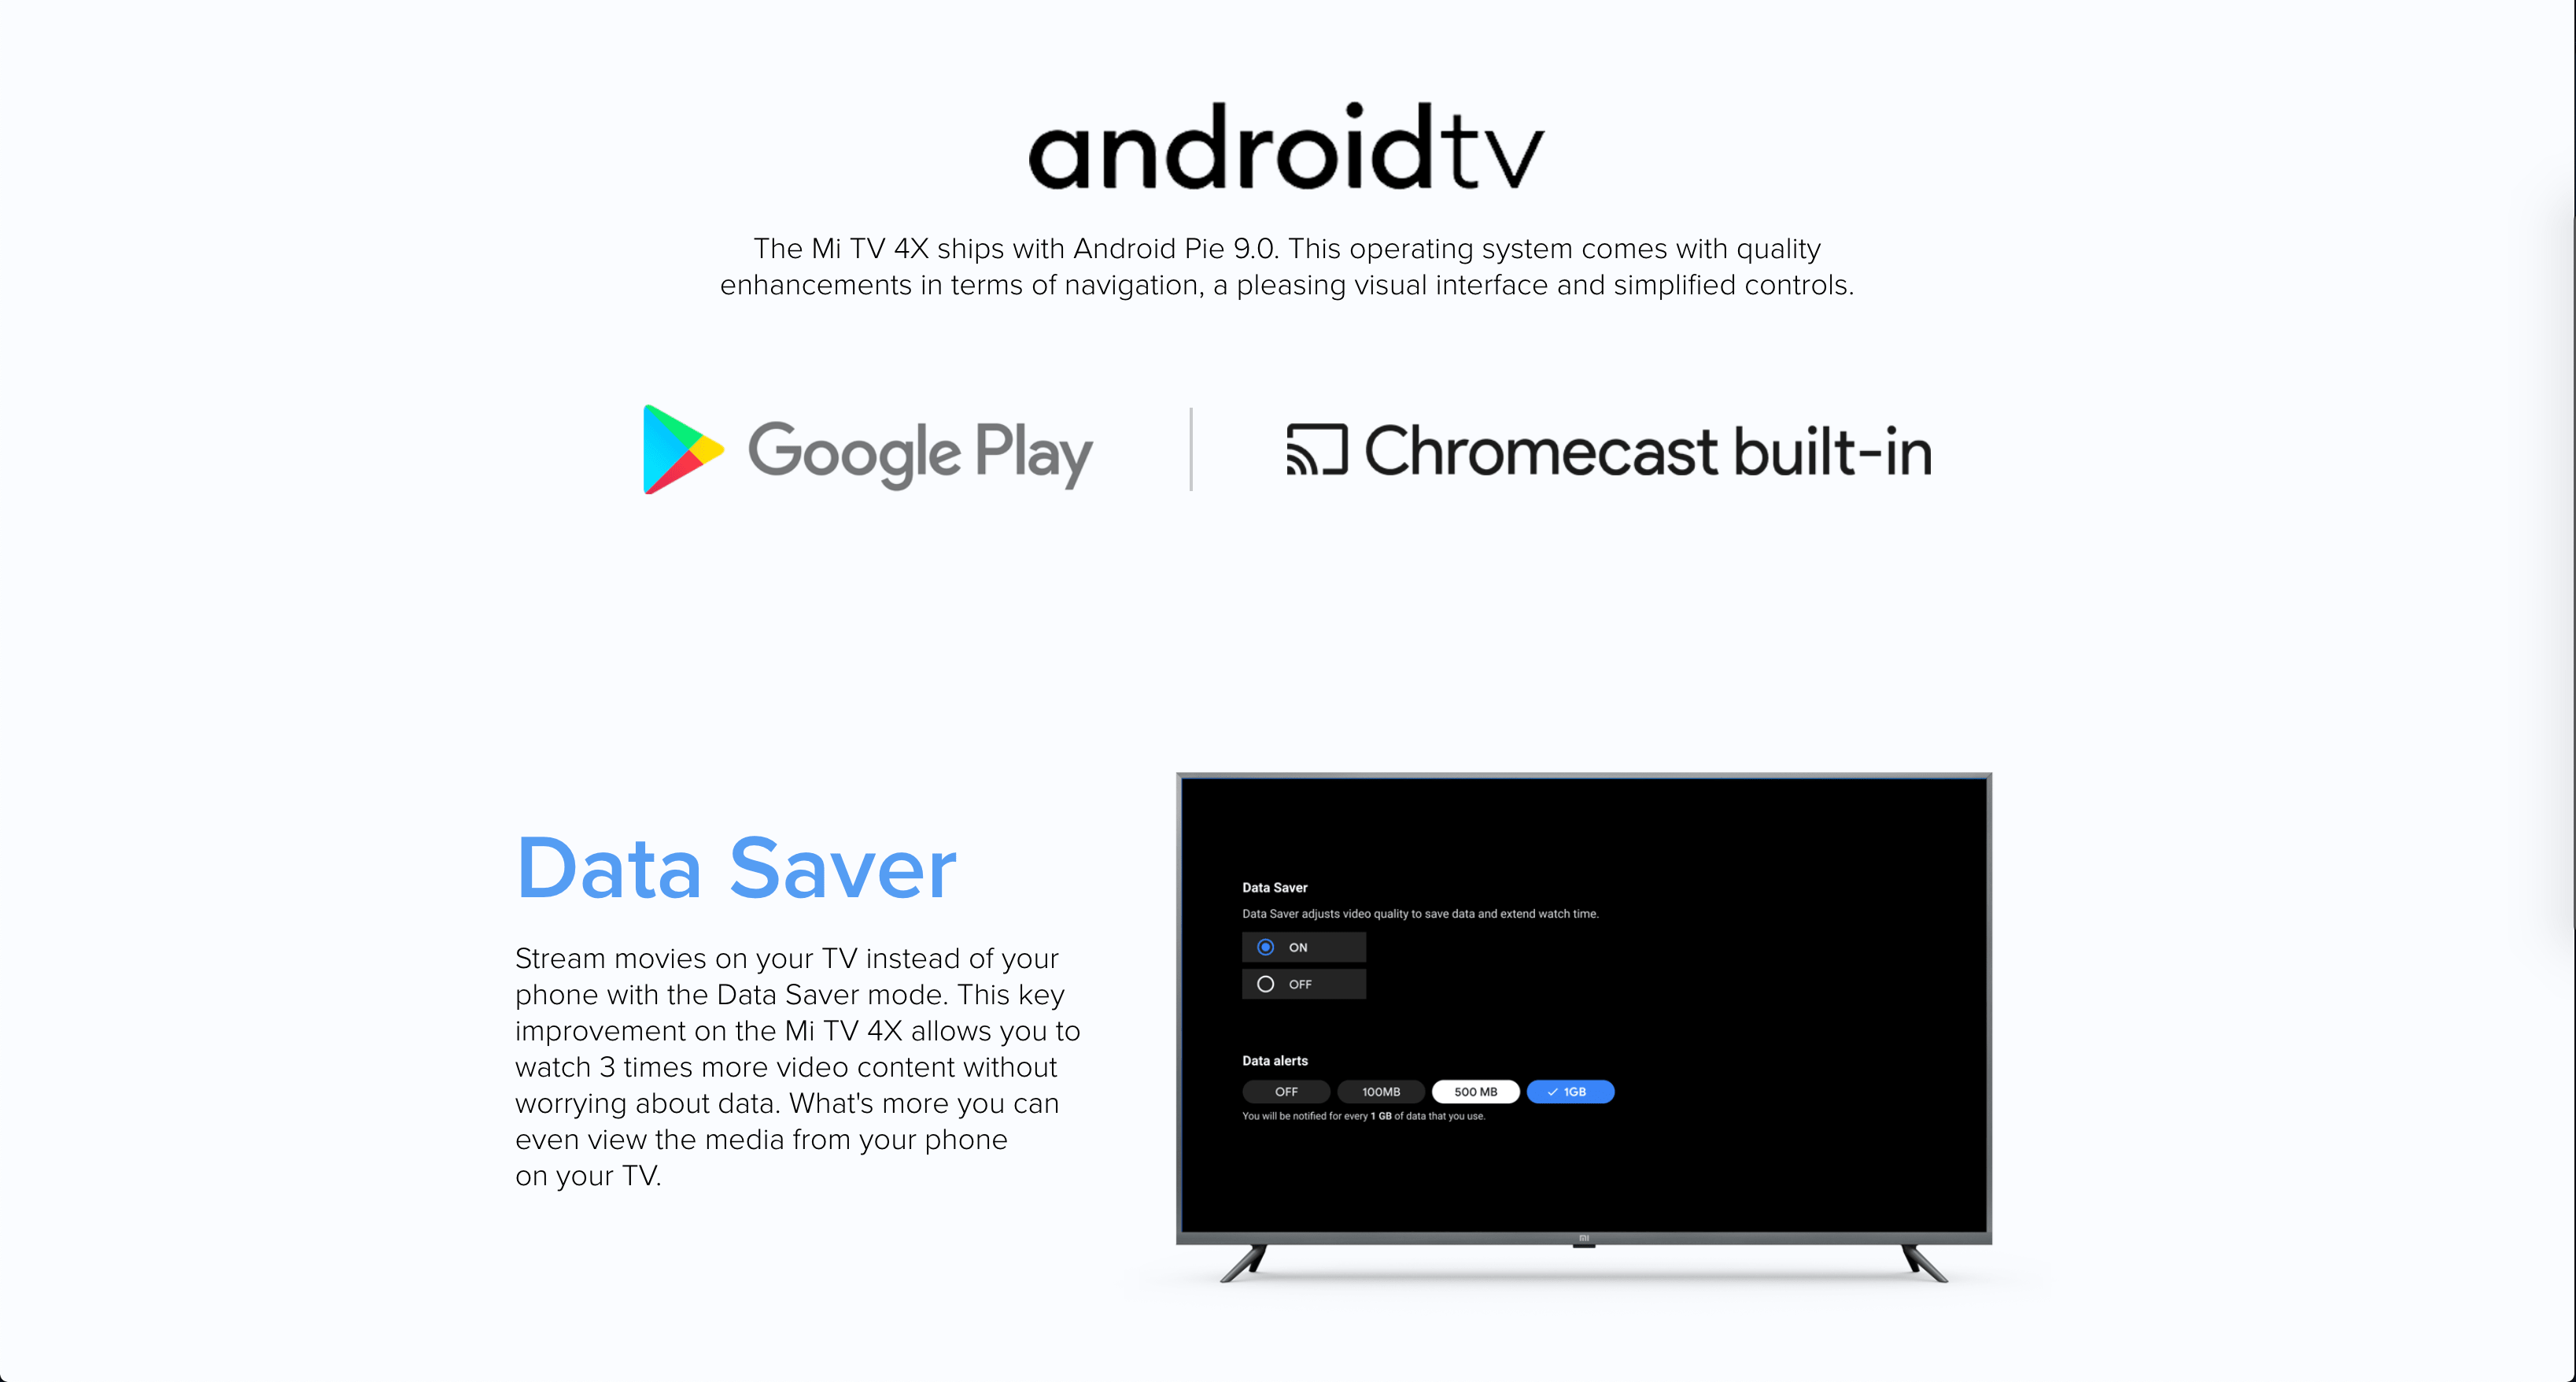 androidtv
The Mi TV 4X ships with Android Pie 9.0. This operating system comes with quality
enhancements in terms of navigation, a pleasing visual interface and simplified controls.
Google Play
Chromecast built-in
Data Saver
Stream movies on your TV instead of your
phone with the Data Saver mode. This key
improvement on the Mi TV 4X allows you to
watch 3 times more video content without
worrying about data. What's more you can
even view the media from your phone
on your TV.
Data Saver
Data Saver adjusts video quality to save data and extend watch time.
ON
OFF
Data alerts
OFF 100MB 500 MB 1GB
You will be notified for every 1 GB of data that you use.
MI